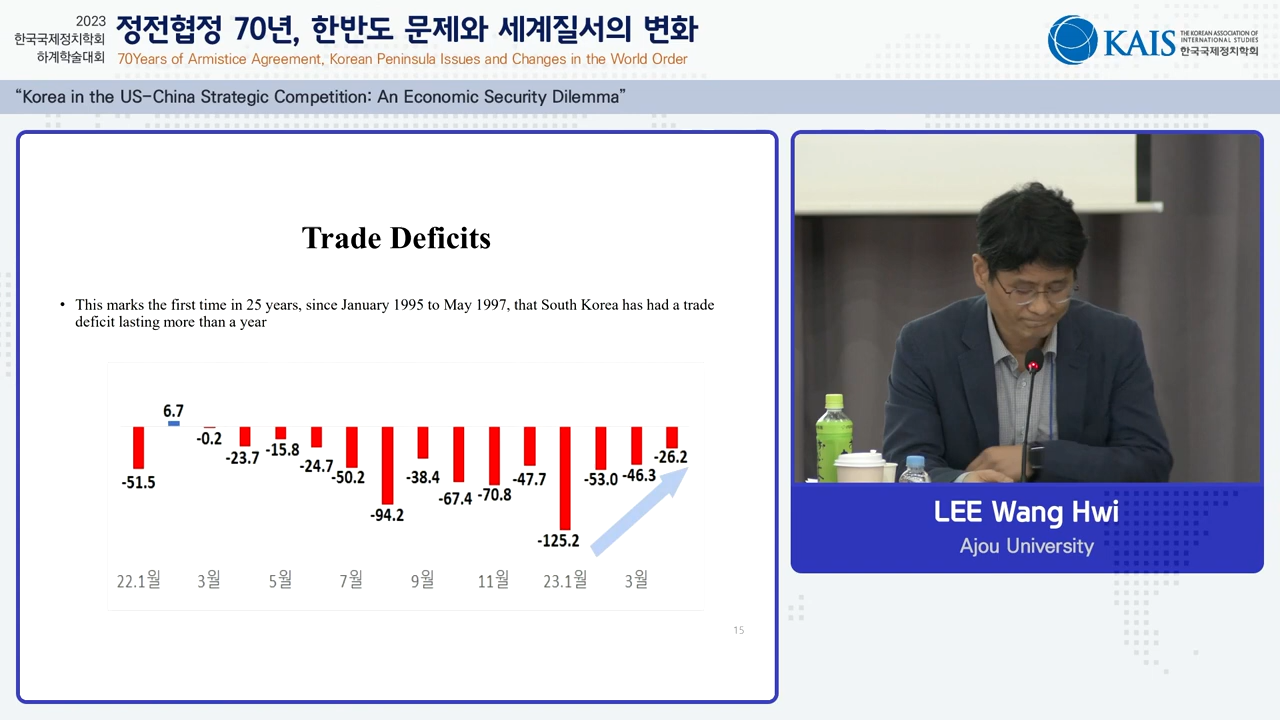 2023
한국국제정치학회
하계학술대회
정전협정 70년, 한반도 문제와 세계질서의 변화
70Years of Armistice Agreement, Korean Peninsula Issues and Changes in the World Order
KAIS
THE KOREAN ASSOCIATION OF
INTERNATIONAL STUDIES
한국국제정치학회
“Korea in the US-China Strategic Competition: An Economic Security Dilemma”
Trade Deficits
• This marks the first time in 25 years, since January 1995 to May 1997, that South Korea has had a trade
deficit lasting more than a year
-51.5
6.7
-0.2
-23.7
-15.8
-24.7
-50.2
-94.2
-38.4
-67.4
-70.8
-47.7
-125.2
-53.0
-46.3
-26.2
22.1월 3월 5월 7월 9월 11월 23.1월 3월
15
LEE Wang Hwi
Ajou University